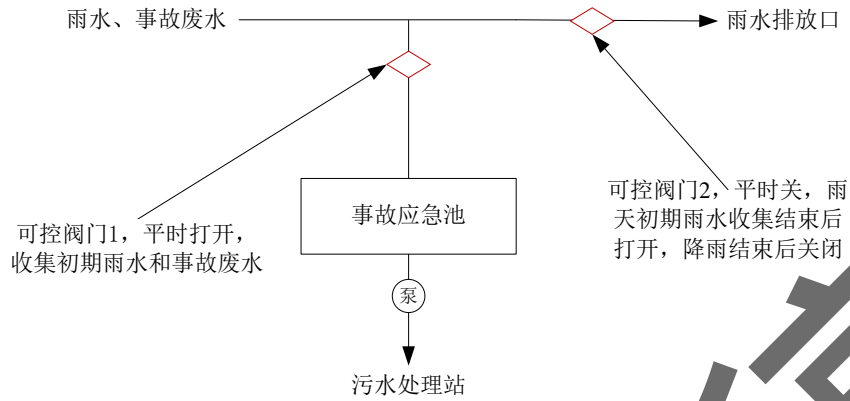 雨水、事故废水
雨水排放口
事故应急池
可控阀门1，平时打开，
收集初期雨水和事故废水
可控阀门2，平时关，雨
天初期雨水收集结束后
打开，降雨结束后关闭
泵
污水处理站